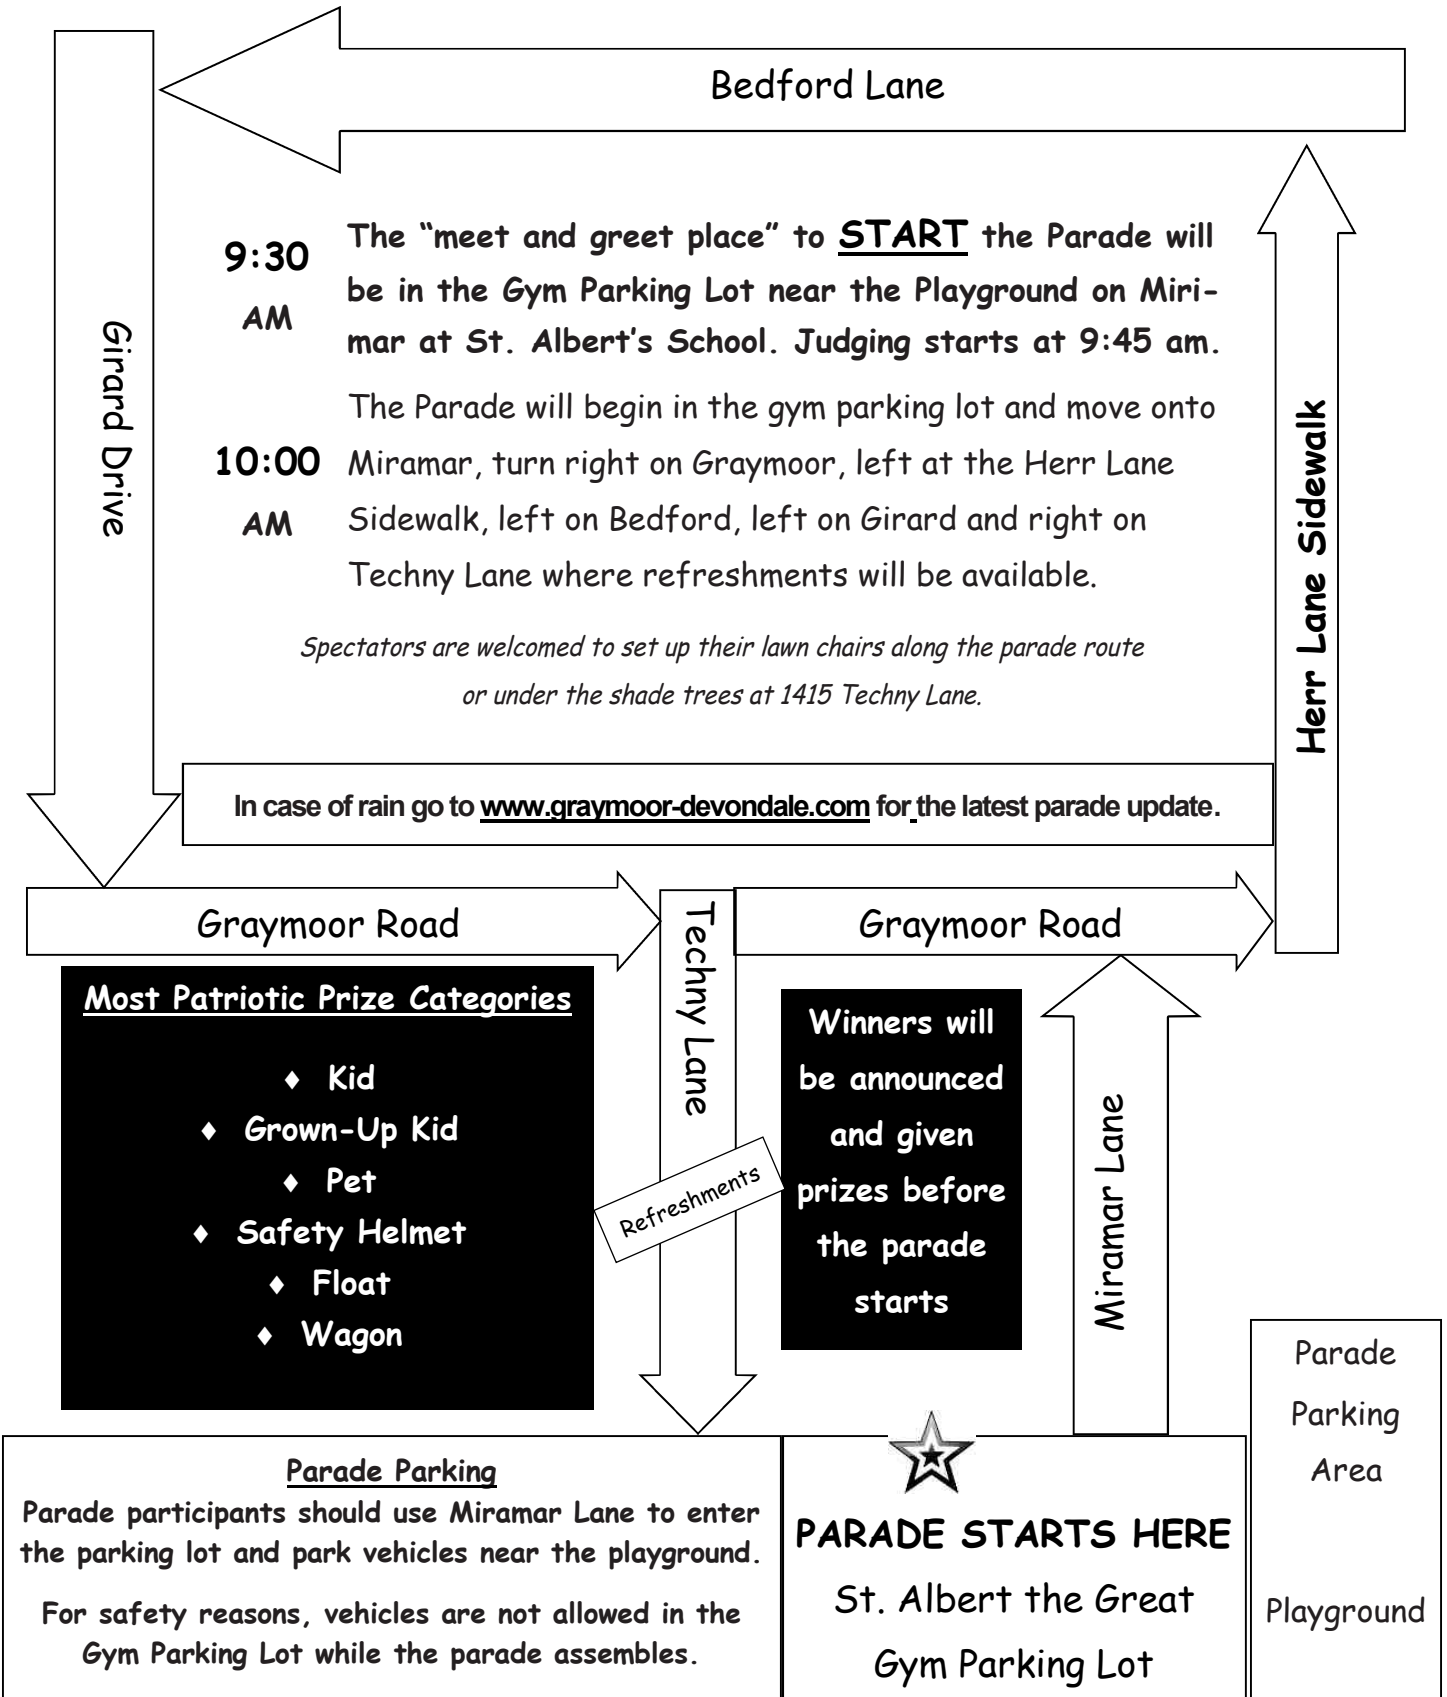 Bedford Lane
Girard Drive
9:30
AM
The “meet and greet place” to START the Parade will
be in the Gym Parking Lot near the Playground on Miri-
mar at St. Albert’s School. Judging starts at 9:45 am.
10:00
AM
The Parade will begin in the gym parking lot and move onto
Miramar, turn right on Graymoor, left at the Herr Lane
Sidewalk, left on Bedford, left on Girard and right on
Techny Lane where refreshments will be available.
Spectators are welcomed to set up their lawn chairs along the parade route
or under the shade trees at 1415 Techny Lane.
Herr Lane Sidewalk
In case of rain go to www.graymoor-devondale.com for the latest parade update.
Graymoor Road
Techny Lane
Graymoor Road
Most Patriotic Prize Categories
♦ Kid
♦ Grown-Up Kid
♦ Pet
♦ Safety Helmet
♦ Float
♦ Wagon
Refreshments
Winners will
be announced
and given
prizes before
the parade
starts
Miramar Lane
Parade
Parking
Area
Playground
Parade Parking
Parade participants should use Miramar Lane to enter
the parking lot and park vehicles near the playground.
For safety reasons, vehicles are not allowed in the
Gym Parking Lot while the parade assembles.
PARADE STARTS HERE
St. Albert the Great
Gym Parking Lot